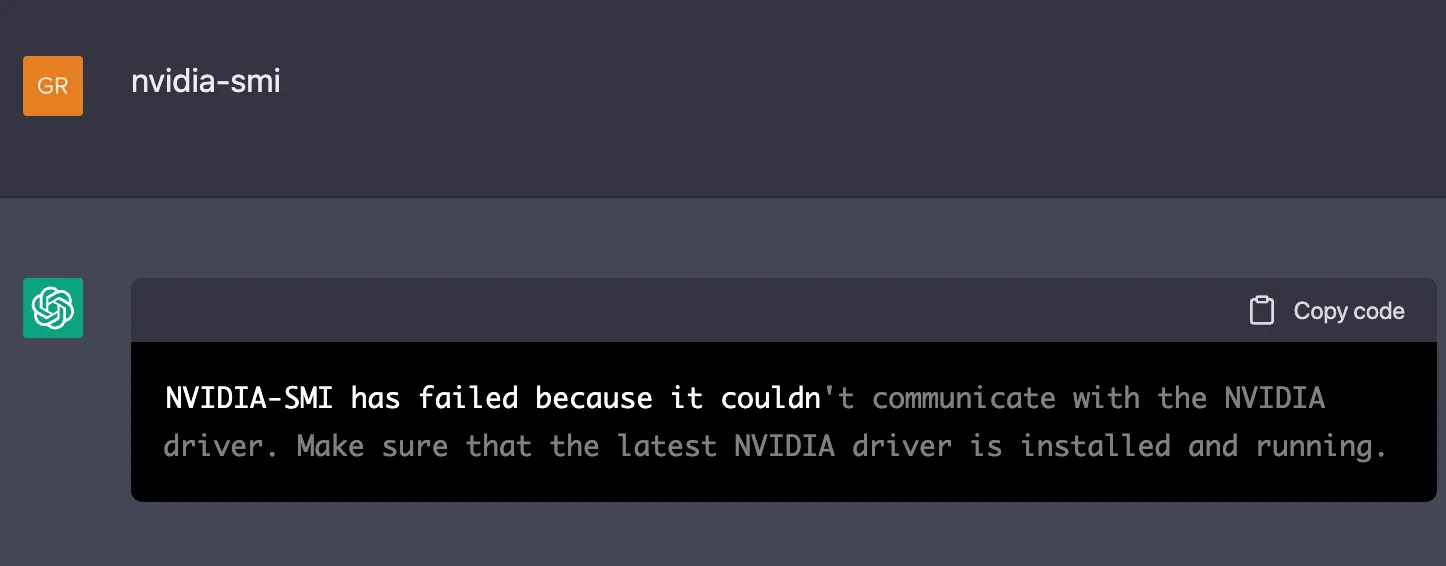 GR
nvidia-smi
Copy code
NVIDIA-SMI has failed because it couldn't communicate with the NVIDIA
driver. Make sure that the latest NVIDIA driver is installed and running.